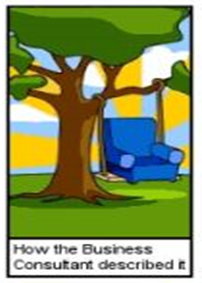 How the Business
Consultant described it